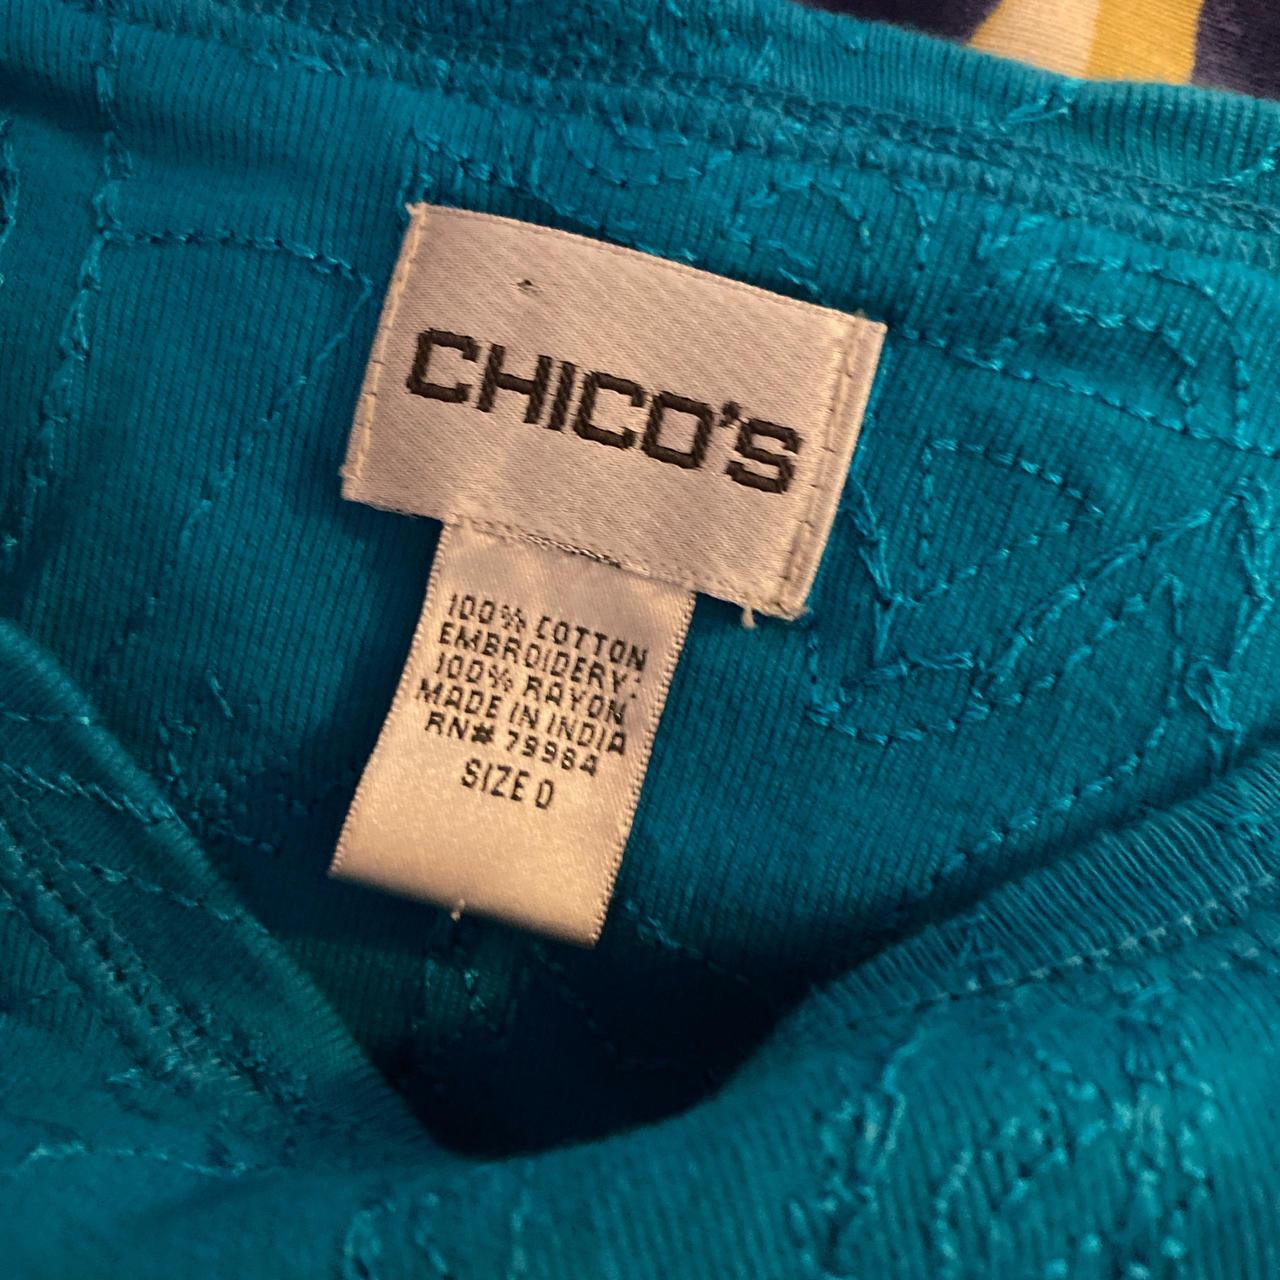 CHICO'S
100% COTTON
EMBROIDERY:
100% RAYON
MADE IN INDIA
RN# 79984
SIZE 0